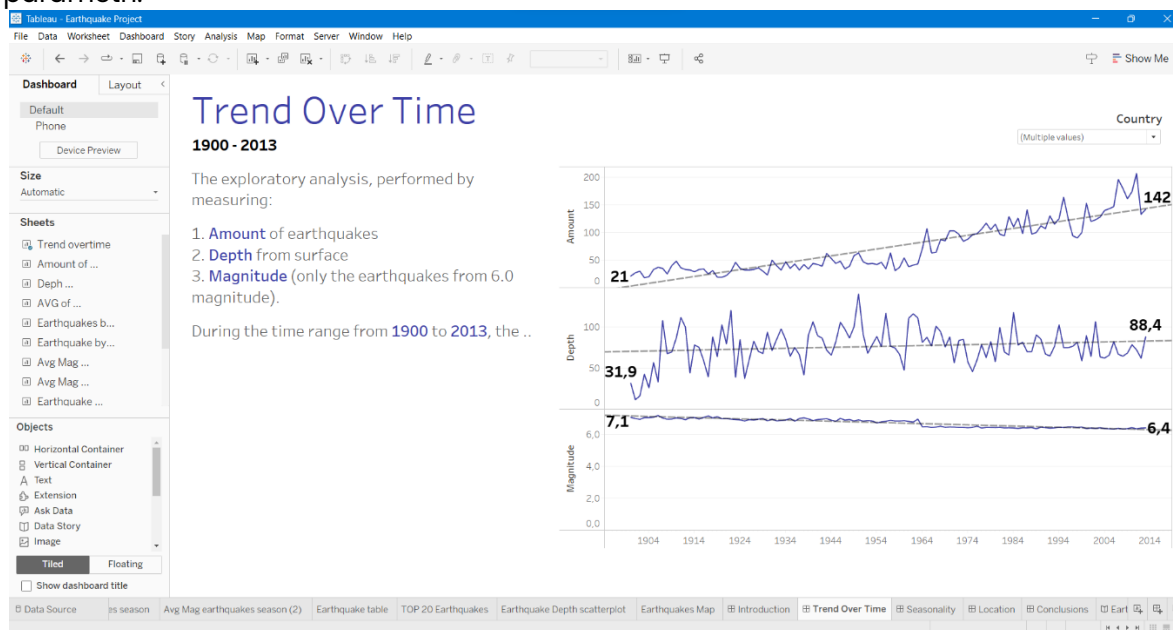 Tableau - Earthquake Project
File Data Worksheet Dashboard Story Analysis Map Format Server Window Help
Show Me
Dashboard Layout
Default
Phone
Device Preview
Size
Automatic
Sheets
Trend overtime
Amount of ...
Deph ...
AVG of ...
Earthquakes b...
Earthquake by...
Avg Mag ...
Avg Mag ...
Earthquake ...
Objects
Horizontal Container
Vertical Container
Text
Extension
Ask Data
Data Story
Image
Tiled Floating
Show dashboard title
Trend Over Time
1900 - 2013
The exploratory analysis, performed by
measuring:
1. Amount of earthquakes
2. Depth from surface
3. Magnitude (only the earthquakes from 6.0
magnitude).
During the time range from 1900 to 2013, the ..
Country
(Multiple values)
Amount
200
150
100
50
0
21
142
Depth
100
50
0
31,9
88,4
Magnitude
6,0
4,0
2,0
0,0
7,1
6,4
1904 1914 1924 1934 1944 1954 1964 1974 1984 1994 2004 2014
Data Source es season Avg Mag earthquakes season (2) Earthquake table TOP 20 Earthquakes Earthquake Depth scatterplot Earthquakes Map Introduction Trend Over Time Seasonality Location Conclusions Eart